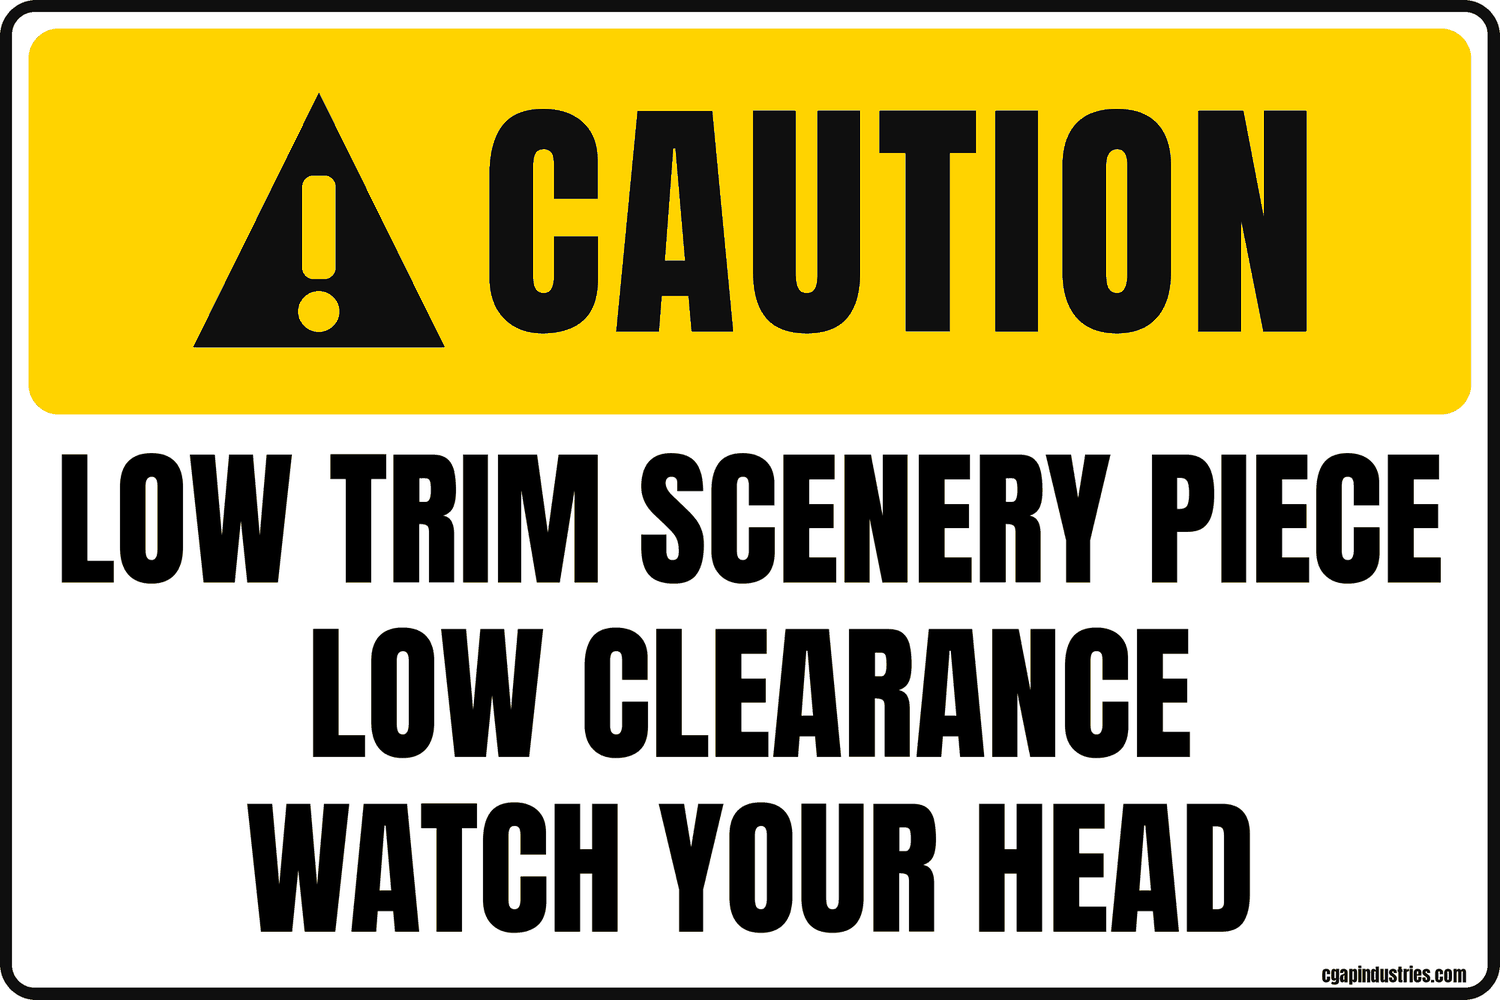 CAUTION
LOW TRIM SCENERY PIECE
LOW CLEARANCE
WATCH YOUR HEAD
cgapindustries.com